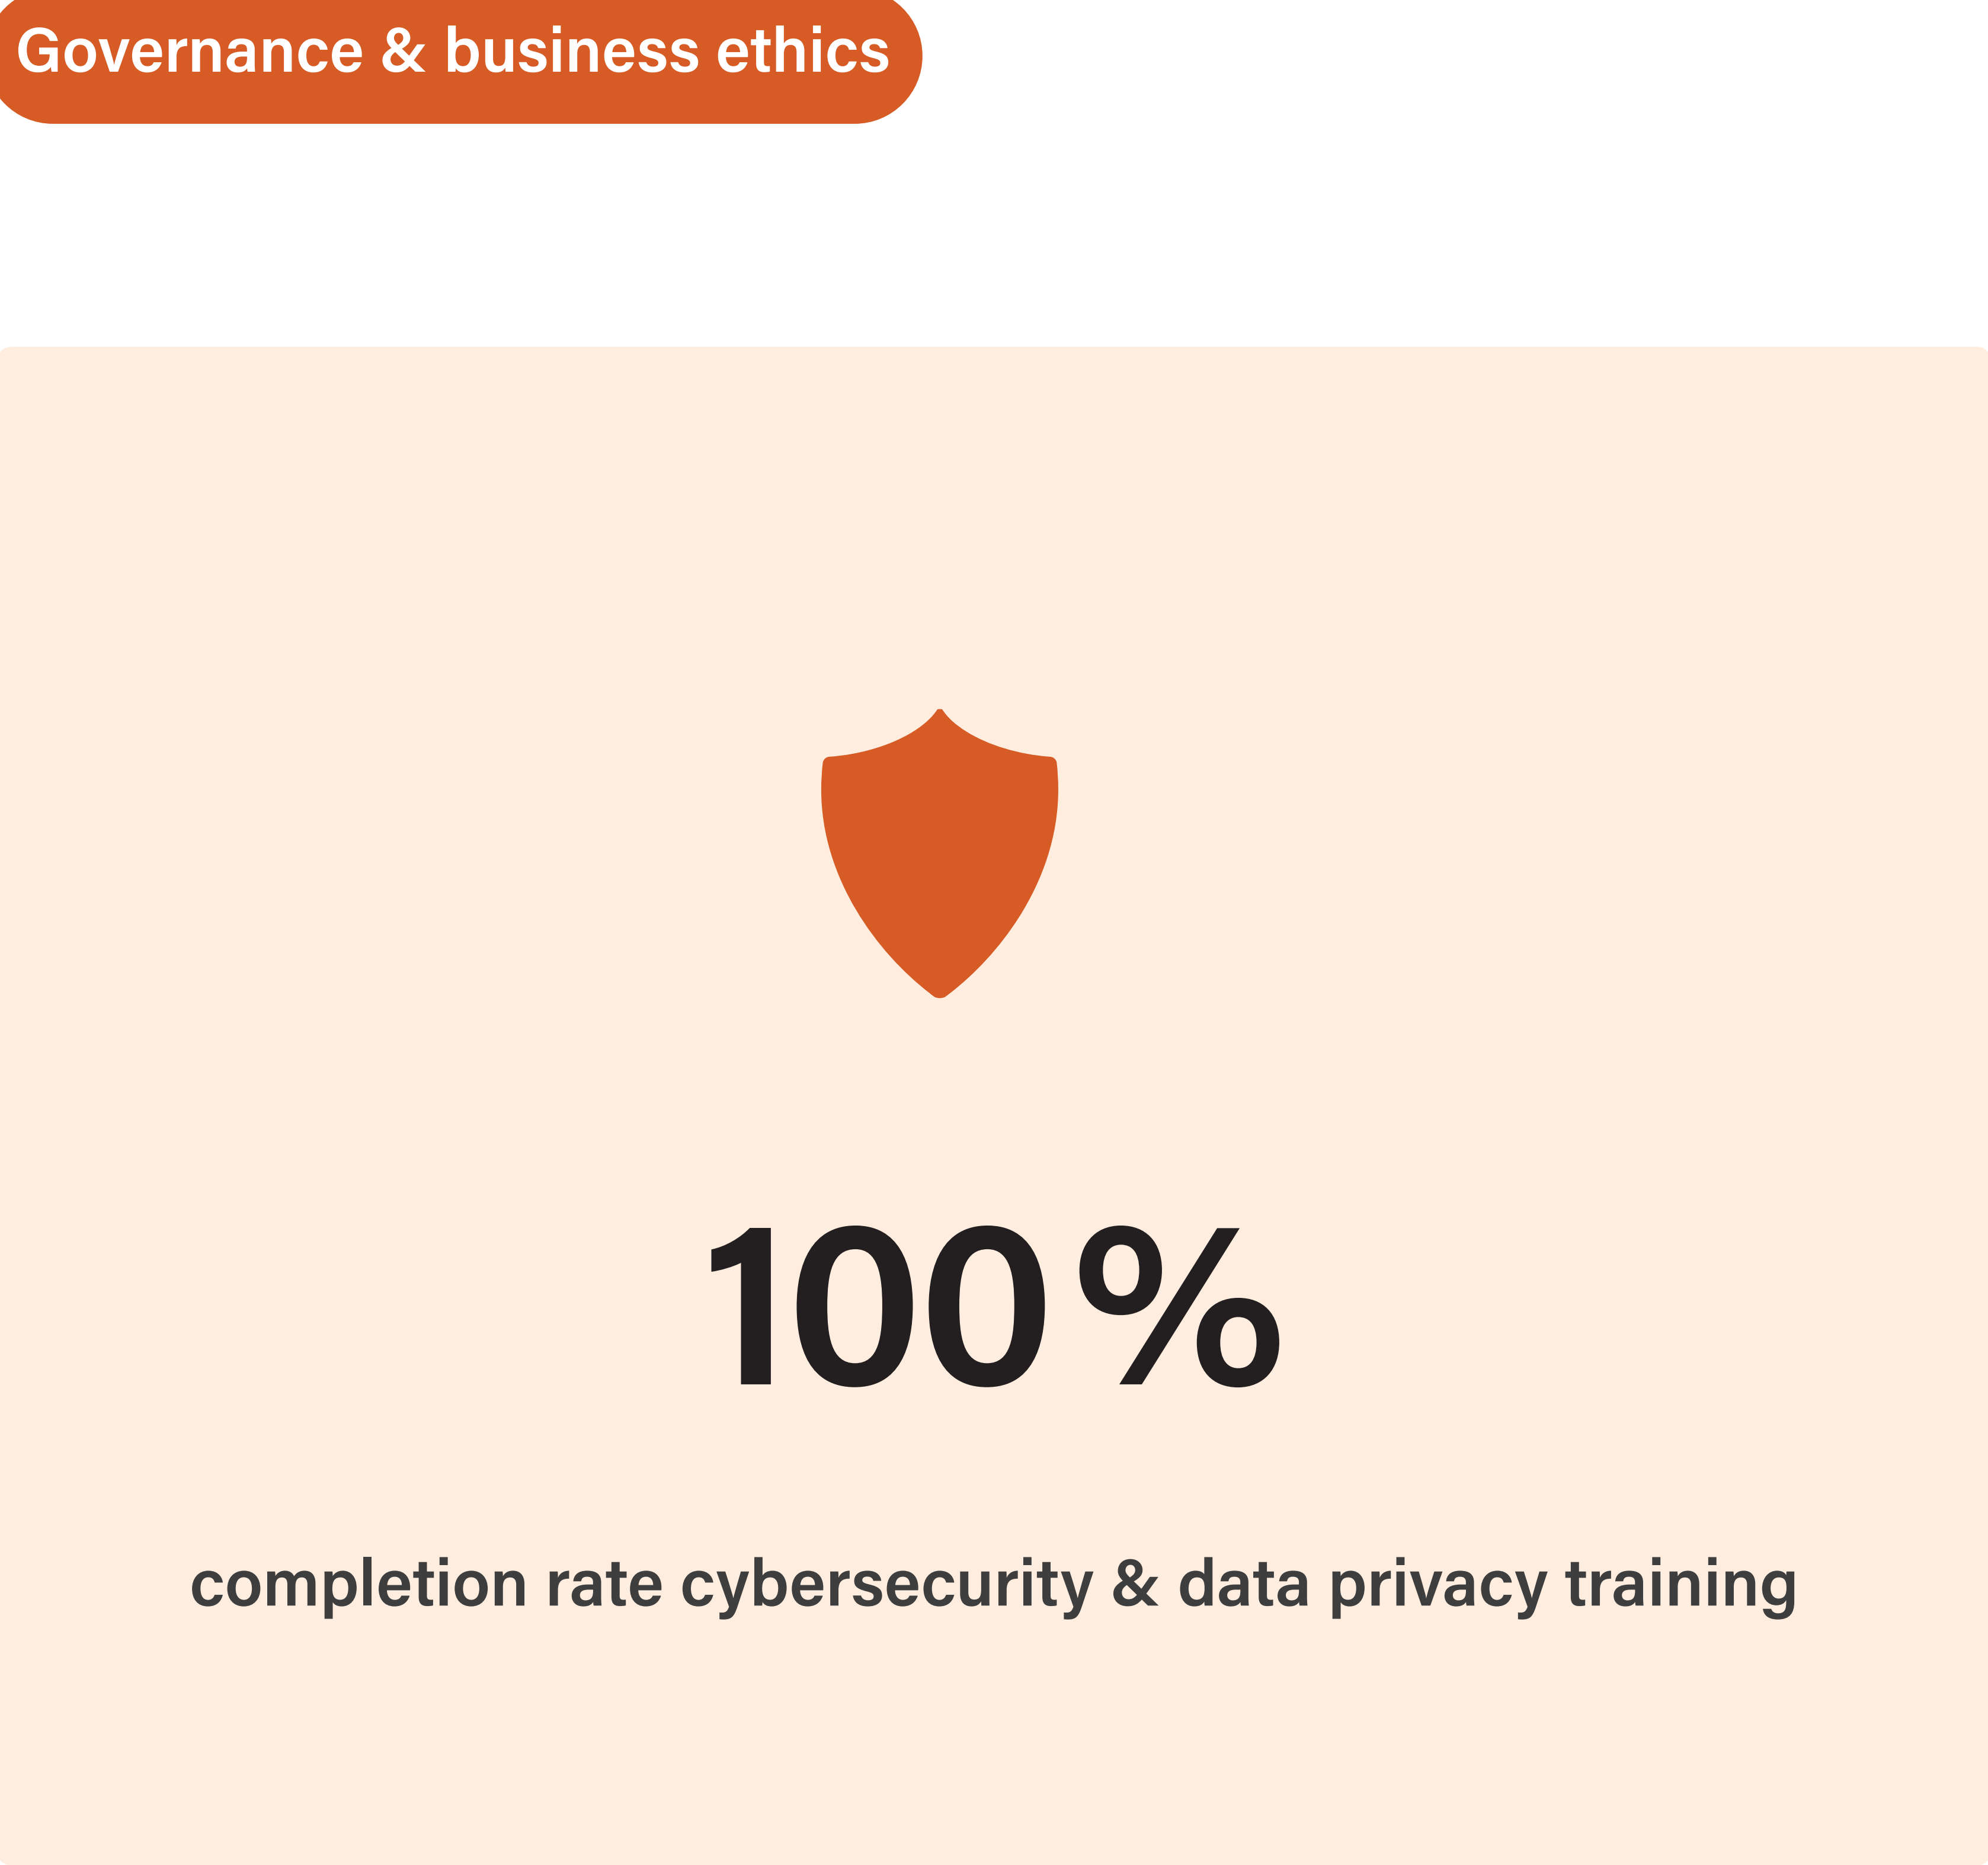 Governance & business ethics
100 %
completion rate cybersecurity & data privacy training